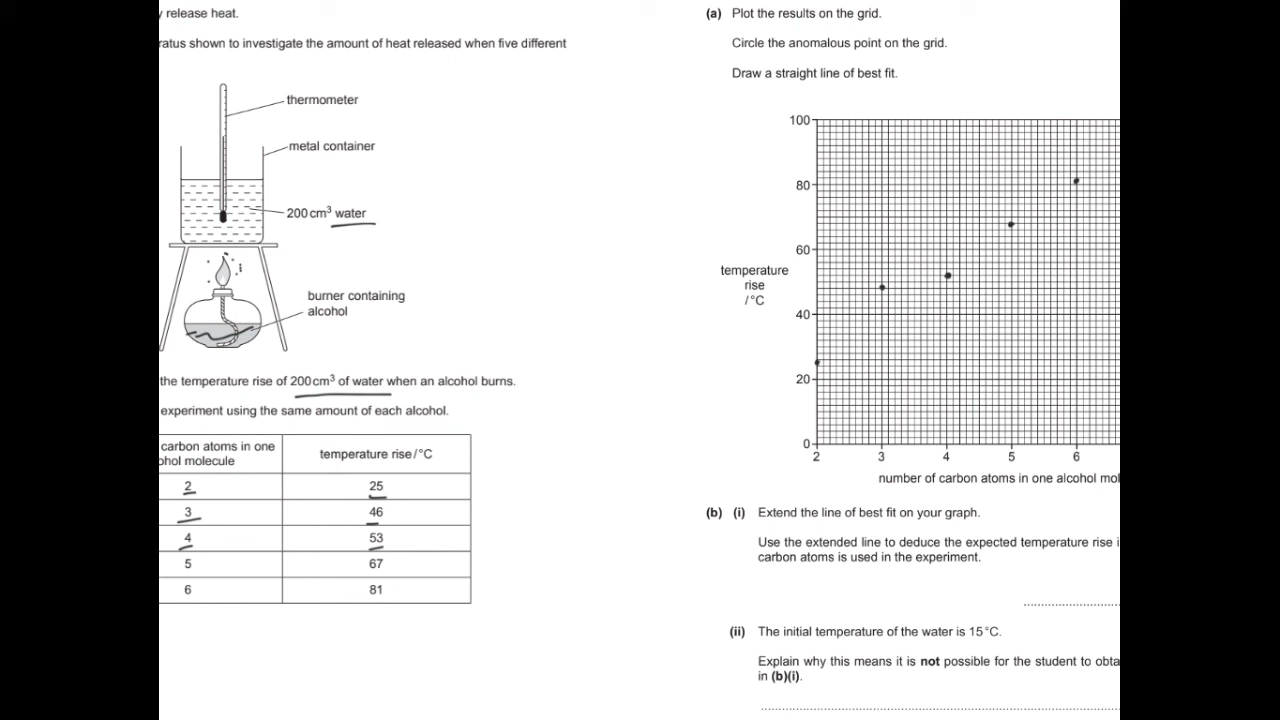 y release heat.
ratus shown to investigate the amount of heat released when five different
thermometer
metal container
200 cm³ water
burner containing
alcohol
the temperature rise of 200 cm³ of water when an alcohol burns.
experiment using the same amount of each alcohol.
carbon atoms in one
ohol molecule
temperature rise/°C
2 25
3 46
4 53
5 67
6 81
(a) Plot the results on the grid.
Circle the anomalous point on the grid.
Draw a straight line of best fit.
100
80
60
temperature
rise
/°C
40
20
0
2 3 4 5 6
number of carbon atoms in one alcohol mol
(b) (i) Extend the line of best fit on your graph.
Use the extended line to deduce the expected temperature rise i
carbon atoms is used in the experiment.
(ii) The initial temperature of the water is 15 °C.
Explain why this means it is not possible for the student to obta
in (b)(i).